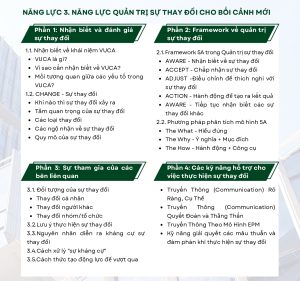 NĂNG LỰC 3. NĂNG LỰC QUẢN TRỊ SỰ THAY ĐỔI CHO BỐI CẢNH MỚI
Phần 1: Nhận biết và đánh giá
sự thay đổi
1.1. Nhận biết về khái niệm VUCA
• VUCA là gì?
• Vì sao cần nhận biết về VUCA?
• Mối tương quan giữa các yếu tố trong
VUCA?
1.2. CHANGE - Sự thay đổi
• Khi nào thì sự thay đổi xảy ra
• Tầm quan trọng của sự thay đổi
• Các loại thay đổi
• Các ngộ nhận về sự thay đổi
• Quy mô của sự thay đổi
Phần 2: Framework về quản trị
sự thay đổi
2.1. Framework 5A trong Quản trị sự thay đổi
• AWARE - Nhận biết về sự thay đổi
• ACCEPT - Chấp nhận sự thay đổi
• ADJUST -Điều chỉnh để thích nghi với
sự thay đổi
• ACTION - Hành động để tạo ra kết quả
• AWARE - Tiếp tục nhận biết các sự
thay đổi khác
2.2. Phương pháp phân tích mô hình 5A
• The What - Hiểu đúng
• The Why - Ý nghĩa + Mục đích
• The How - Hành động + Công cụ
Phần 3: Sự tham gia của các
bên liên quan
3.1. Đối tượng của sự thay đổi
• Thay đổi cá nhân
• Thay đổi người khác
• Thay đổi nhóm/tổ chức
3.2. Lưu ý thực hiện sự thay đổi
3.3. Nguyên nhân diễn ra kháng cự sự
thay đổi
3.4. Cách xử lý "sự kháng cự"
3.5. Cách thức tạo động lực để vượt qua
Phần 4: Các kỹ năng hỗ trợ cho
việc thực hiện sự thay đổi
• Truyền Thông (Communication) Rõ
Ràng, Cụ Thể
• Truyền Thông (Communication)
Quyết Đoán và Thẳng Thắn
• Truyền Thông Theo Mô Hình EPM
• Kỹ năng giải quyết các mâu thuẫn và
đàm phán khi thực hiện sự thay đổi